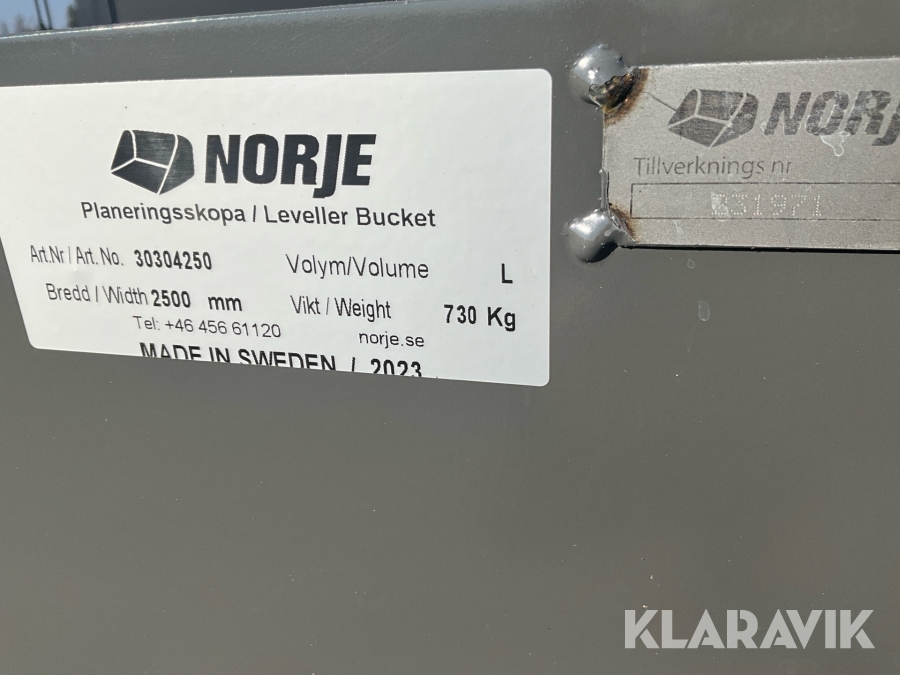 NORJE
Planeringsskopa / Leveller Bucket
Art.Nr / Art. No. 30304250
Volym/Volume L
Bredd / Width 2500 mm
Vikt / Weight 730 Kg
Tel: +46 456 61120
norje.se
MADE IN SWEDEN / 2023
NORJE
Tillverknings nr
231971
KLARAVIK